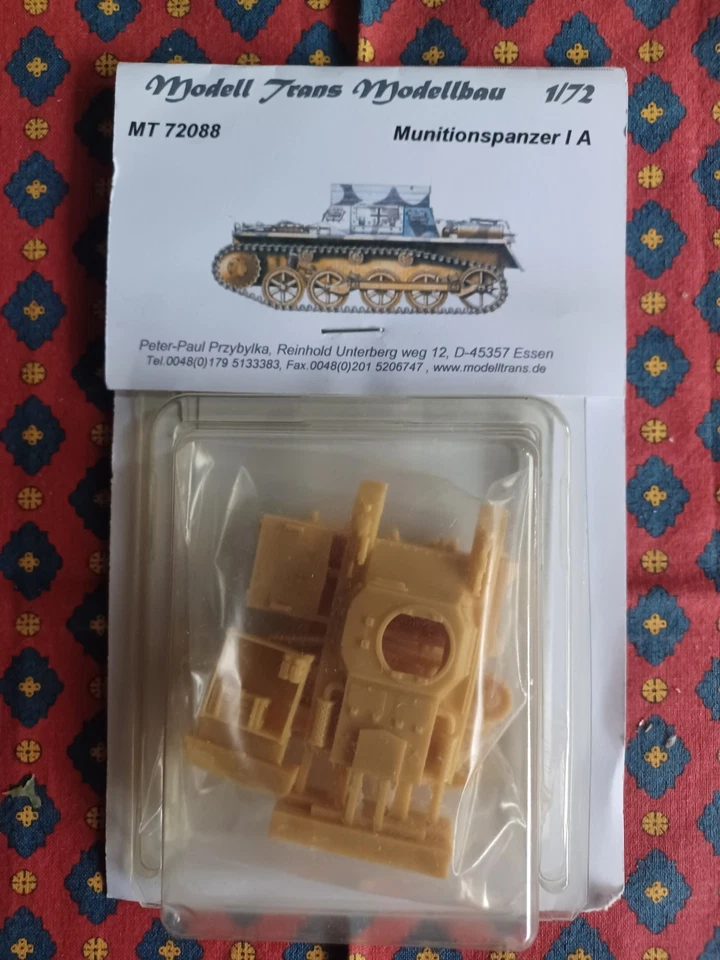 Modell Trans Modellbau 1/72
MT 72088 Munitionspanzer I A
Peter-Paul Przybylka, Reinhold Unterberg weg 12, D-45357 Essen
Tel.0048(0)179 5133383, Fax.0048(0)201 5206747 , www.modelltrans.de